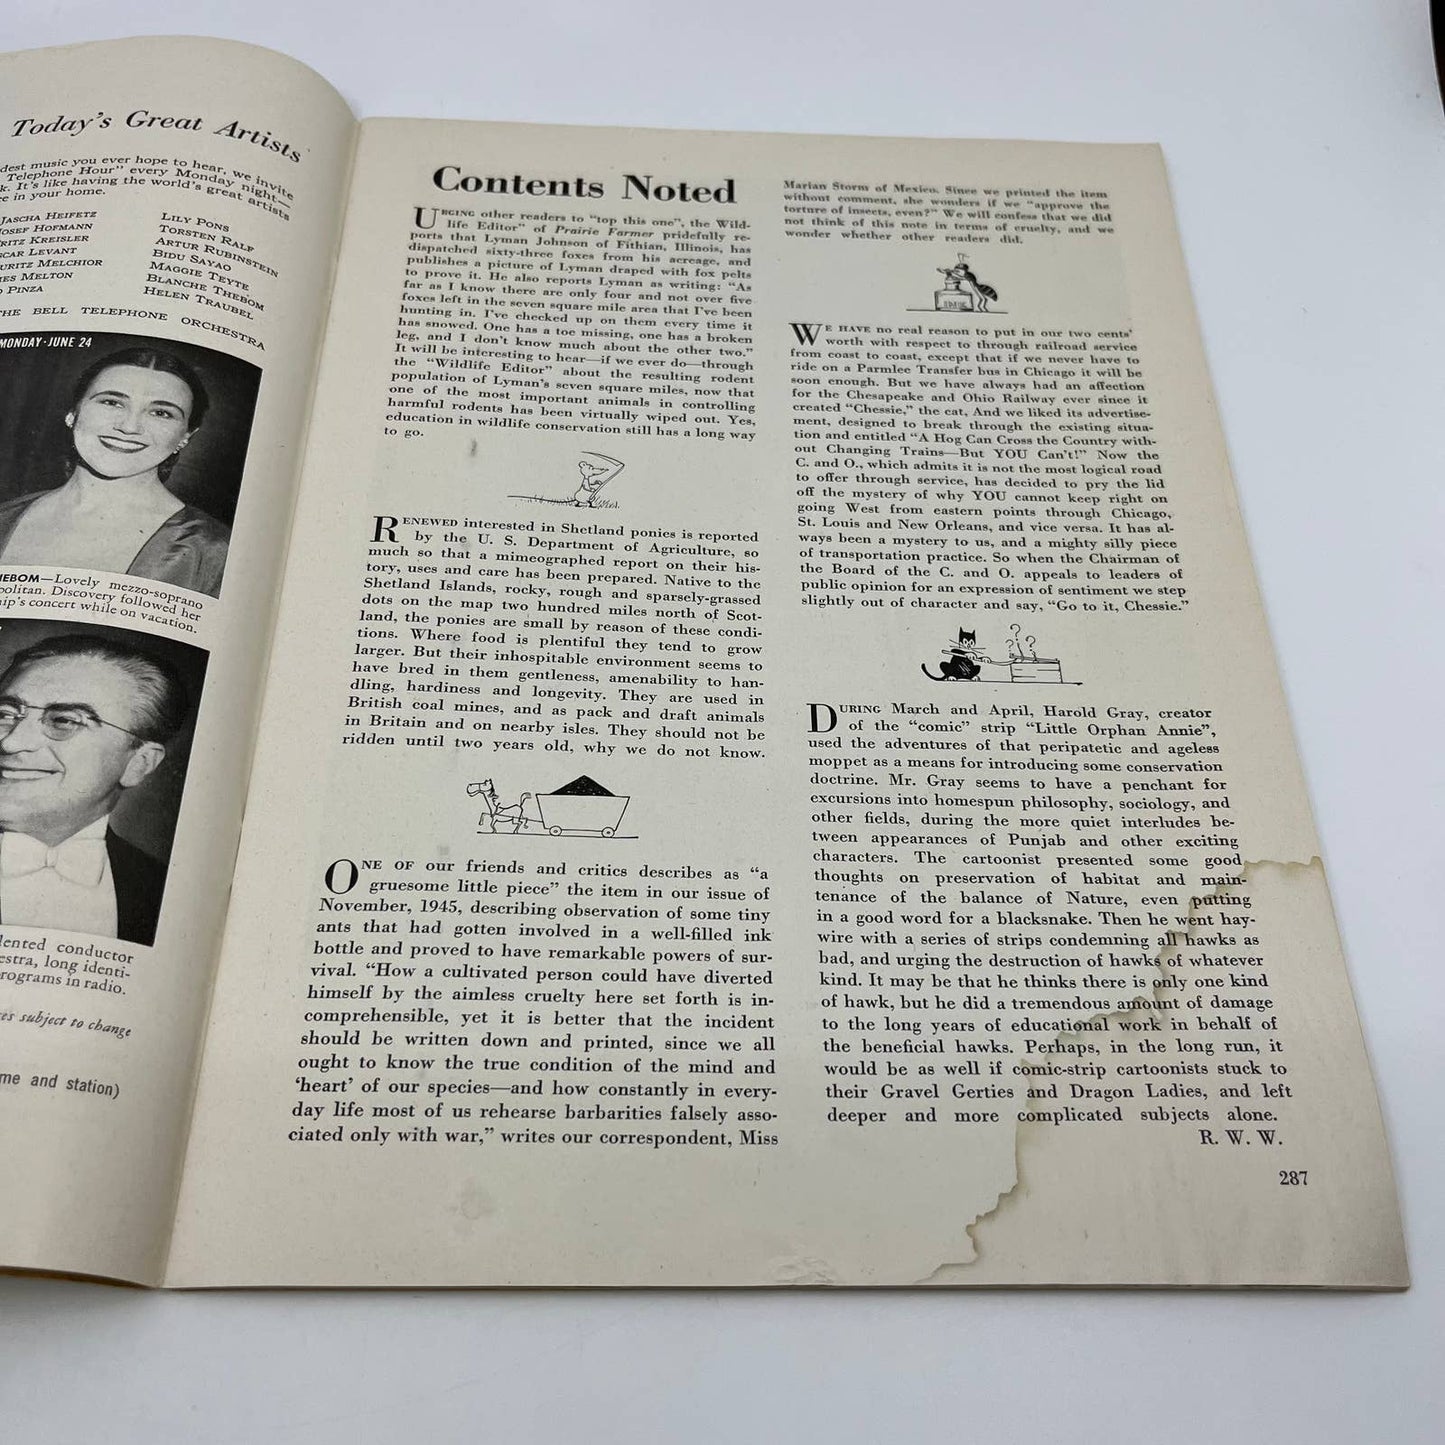 Today's Great Artists
dest music you ever hope to hear, we invite
Telephone Hour" every Monday night—
k. It's like having the world's great artists
e in your home.
JASCHA HEIFETZ
JOSEF HOFMANN
FRITZ KREISLER
SCAR LEVANT
AURITZ MELCHIOR
MES MELTON
O PINZA
LILY PONS
TORSTEN RALF
ARTUR RUBINSTEIN
BIDU SAYAO
MAGGIE TEYTE
BLANCHE THEBOM
HELEN TRAUBEL
THE BELL TELEPHONE ORCHESTRA
MONDAY·JUNE 24
HEBOM—Lovely mezzo-soprano
politan. Discovery followed her
hip's concert while on vacation.
lented conductor
estra, long identi-
programs in radio.
es subject to change
me and station)
Contents Noted
URGING other readers to "top this one", the Wild-
life Editor" of Prairie Farmer pridefully re-
ports that Lyman Johnson of Fithian, Illinois, has
dispatched sixty-three foxes from his acreage, and
publishes a picture of Lyman draped with fox pelts
to prove it. He also reports Lyman as writing: "As
far as I know there are only four and not over five
foxes left in the seven square mile area that I've been
hunting in. I've checked up on them every time it
has snowed. One has a toe missing, one has a broken
leg, and I don't know much about the other two."
It will be interesting to hear—if we ever do—through
the "Wildlife Editor" about the resulting rodent
population of Lyman's seven square miles, now that
one of the most important animals in controlling
harmful rodents has been virtually wiped out. Yes,
education in wildlife conservation still has a long way
to go.
RENEWED interested in Shetland ponies is reported
by the U. S. Department of Agriculture, so
much so that a mimeographed report on their his-
tory, uses and care has been prepared. Native to the
Shetland Islands, rocky, rough and sparsely-grassed
dots on the map two hundred miles north of Scot-
land, the ponies are small by reason of these condi-
tions. Where food is plentiful they tend to grow
larger. But their inhospitable environment seems to
have bred in them gentleness, amenability to han-
dling, hardiness and longevity. They are used in
British coal mines, and as pack and draft animals
in Britain and on nearby isles. They should not be
ridden until two years old, why we do not know.
ONE OF our friends and critics describes as "a
gruesome little piece" the item in our issue of
November, 1945, describing observation of some tiny
ants that had gotten involved in a well-filled ink
bottle and proved to have remarkable powers of sur-
vival. "How a cultivated person could have diverted
himself by the aimless cruelty here set forth is in-
comprehensible, yet it is better that the incident
should be written down and printed, since we all
ought to know the true condition of the mind and
'heart' of our species—and how constantly in every-
day life most of us rehearse barbarities falsely asso-
ciated only with war," writes our correspondent, Miss
Marian Storm of Mexico. Since we printed the item
without comment, she wonders if we "approve the
torture of insects, even?" We will confess that we did
not think of this note in terms of cruelty, and we
wonder whether other readers did.
INK
WE HAVE no real reason to put in our two cents'
worth with respect to through railroad service
from coast to coast, except that if we never have to
ride on a Parmlee Transfer bus in Chicago it will be
soon enough. But we have always had an affection
for the Chesapeake and Ohio Railway ever since it
created "Chessie," the cat, And we liked its advertise-
ment, designed to break through the existing situa-
tion and entitled "A Hog Can Cross the Country with-
out Changing Trains—But YOU Can't!" Now the
C. and O., which admits it is not the most logical road
to offer through service, has decided to pry the lid
off the mystery of why YOU cannot keep right on
going West from eastern points through Chicago,
St. Louis and New Orleans, and vice versa. It has al-
ways been a mystery to us, and a mighty silly piece
of transportation practice. So when the Chairman of
the Board of the C. and O. appeals to leaders of
public opinion for an expression of sentiment we step
slightly out of character and say, "Go to it, Chessie."
? ? ?
DURING March and April, Harold Gray, creator
of the "comic" strip "Little Orphan Annie",
used the adventures of that peripatetic and ageless
moppet as a means for introducing some conservation
doctrine. Mr. Gray seems to have a penchant for
excursions into homespun philosophy, sociology, and
other fields, during the more quiet interludes be-
tween appearances of Punjab and other exciting
characters. The cartoonist presented some good
thoughts on preservation of habitat and main-
tenance of the balance of Nature, even putting
in a good word for a blacksnake. Then he went hay-
wire with a series of strips condemning all hawks as
bad, and urging the destruction of hawks of whatever
kind. It may be that he thinks there is only one kind
of hawk, but he did a tremendous amount of damage
to the long years of educational work in behalf of
the beneficial hawks. Perhaps, in the long run, it
would be as well if comic-strip cartoonists stuck to
their Gravel Gerties and Dragon Ladies, and left
deeper and more complicated subjects alone.
R. W. W.
287